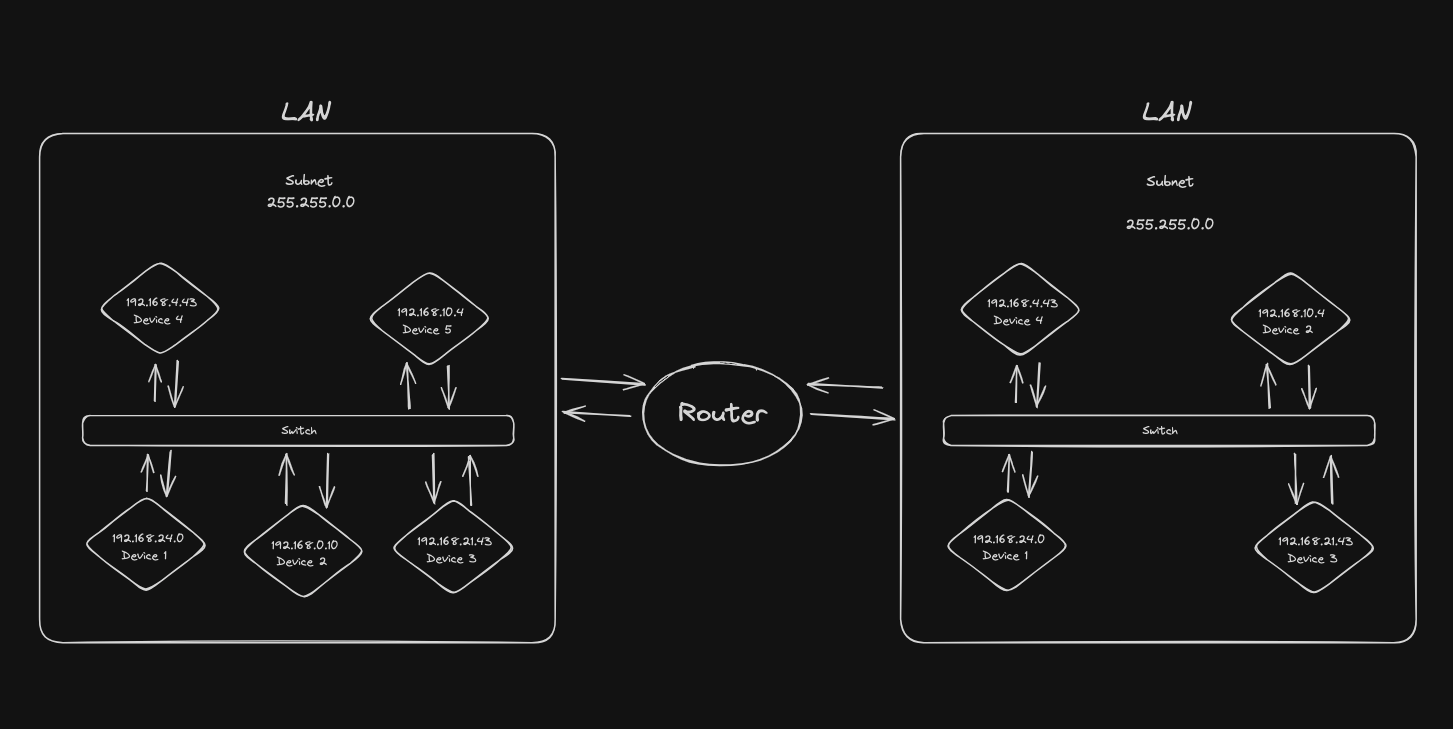 LAN
Subnet
255.255.0.0
192.168.4.43
Device 4
192.168.10.4
Device 5
Switch
192.168.24.0
Device 1
192.168.0.10
Device 2
192.168.21.43
Device 3
Router
LAN
Subnet
255.255.0.0
192.168.4.43
Device 4
192.168.10.4
Device 2
Switch
192.168.24.0
Device 1
192.168.21.43
Device 3